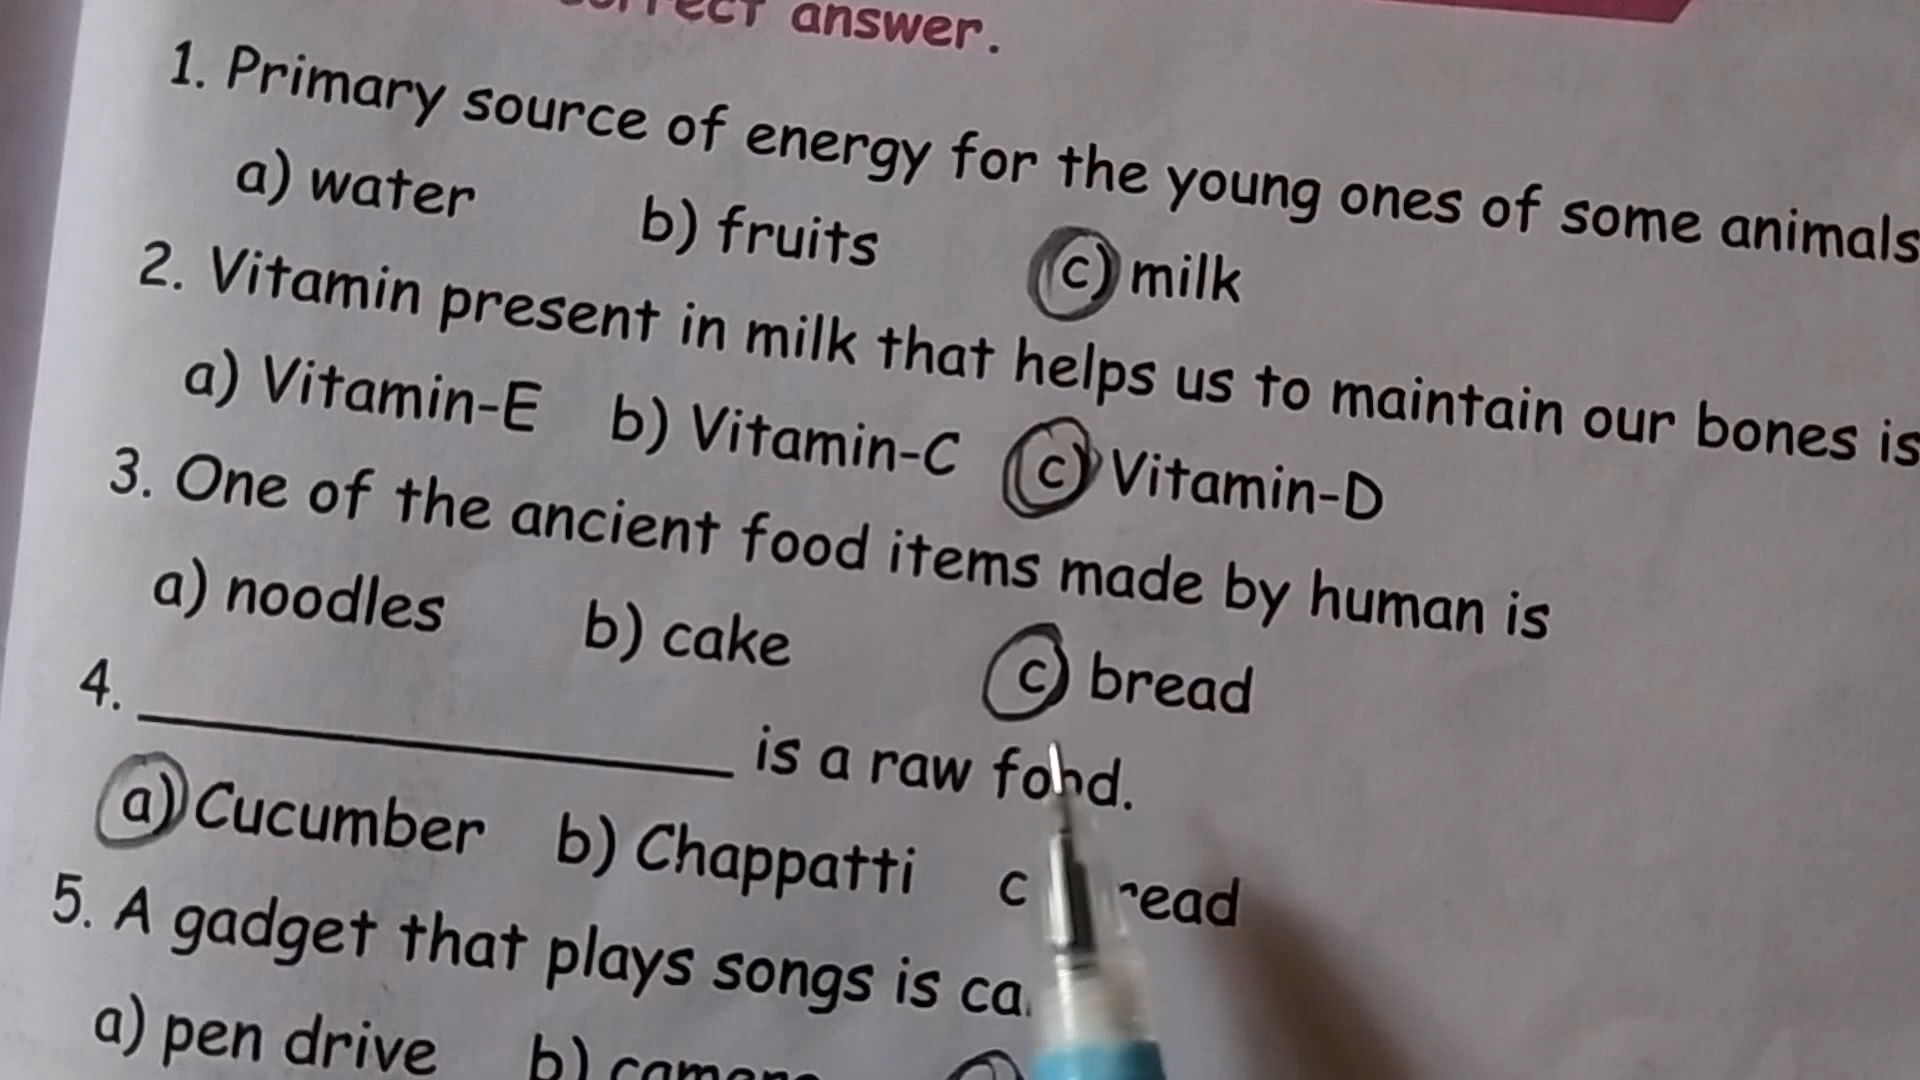 correct answer.
1. Primary source of energy for the young ones of some animals
a) water b) fruits c) milk
2. Vitamin present in milk that helps us to maintain our bones is
a) Vitamin-E b) Vitamin-C c) Vitamin-D
3. One of the ancient food items made by human is
a) noodles b) cake c) bread
4. ________ is a raw food.
a) Cucumber b) Chappatti c
5. A gadget that plays songs is
a) pen drive b)